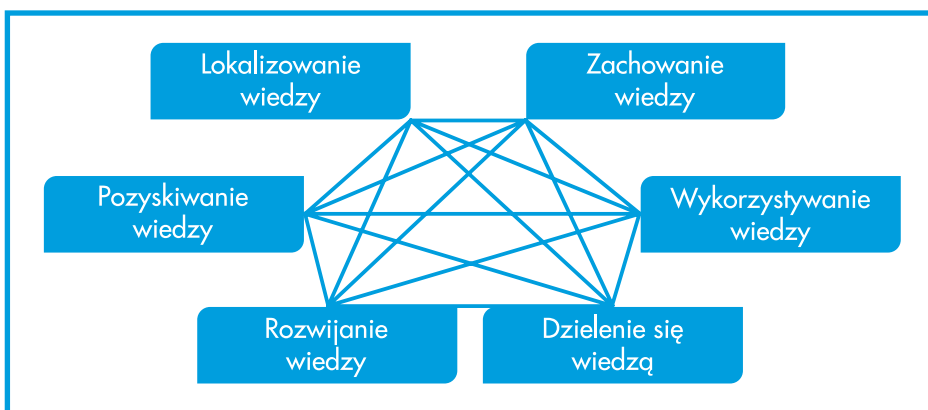 Lokalizowanie
wiedzy
Zachowanie
wiedzy
Pozyskiwanie
wiedzy
Wykorzystywanie
wiedzy
Rozwijanie
wiedzy
Dzielenie się
wiedzą